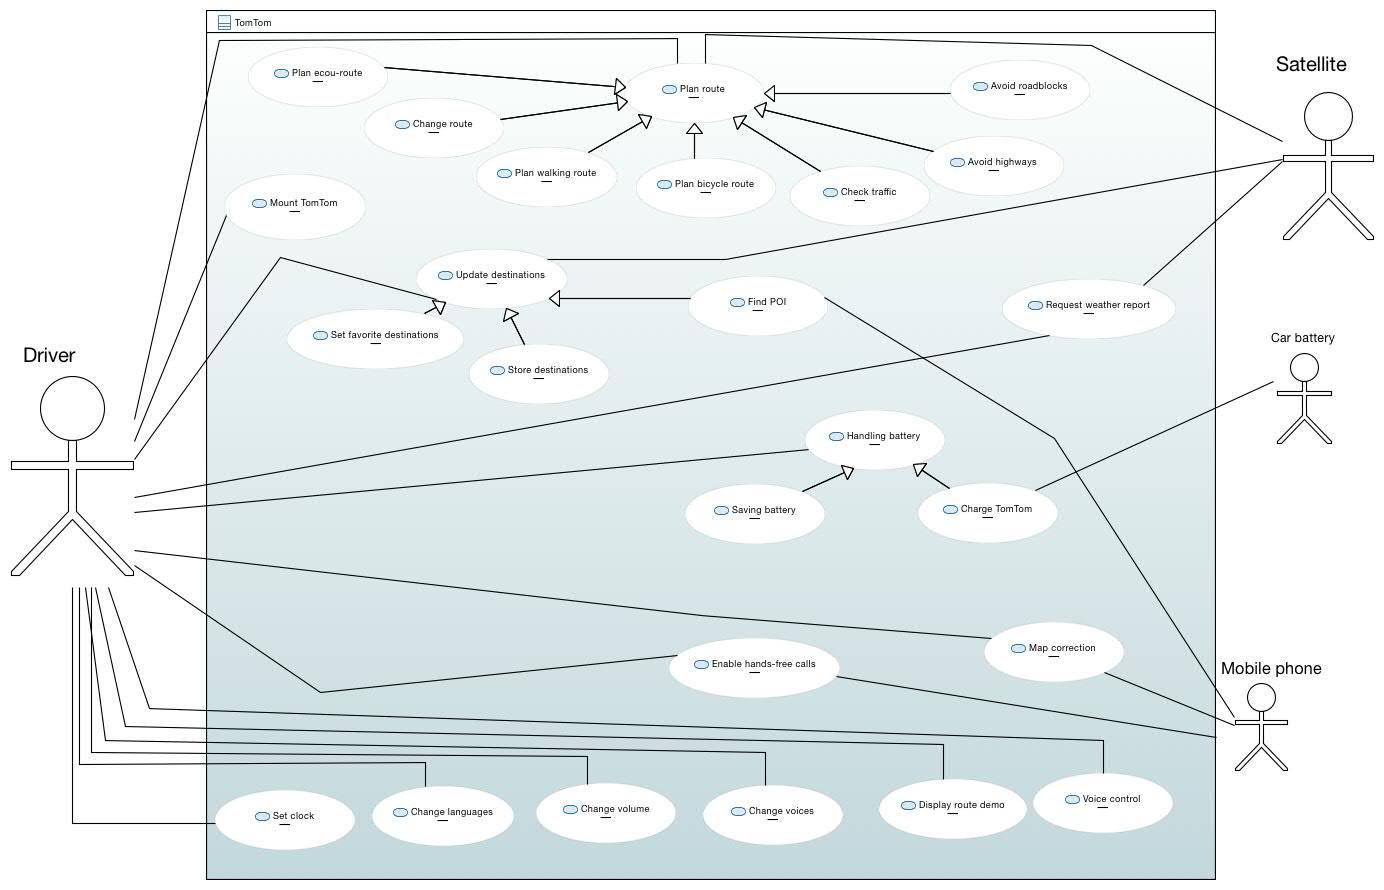 TomTom
Satellite
Plan ecou-route
Plan route
Avoid roadblocks
Change route
Avoid highways
Plan walking route
Plan bicycle route
Check traffic
Mount TomTom
Update destinations
Find POI
Request weather report
Set favorite destinations
Car battery
Driver
Store destinations
Handling battery
Saving battery
Charge TomTom
Map correction
Enable hands-free calls
Mobile phone
Set clock
Change languages
Change volume
Change voices
Display route demo
Voice control